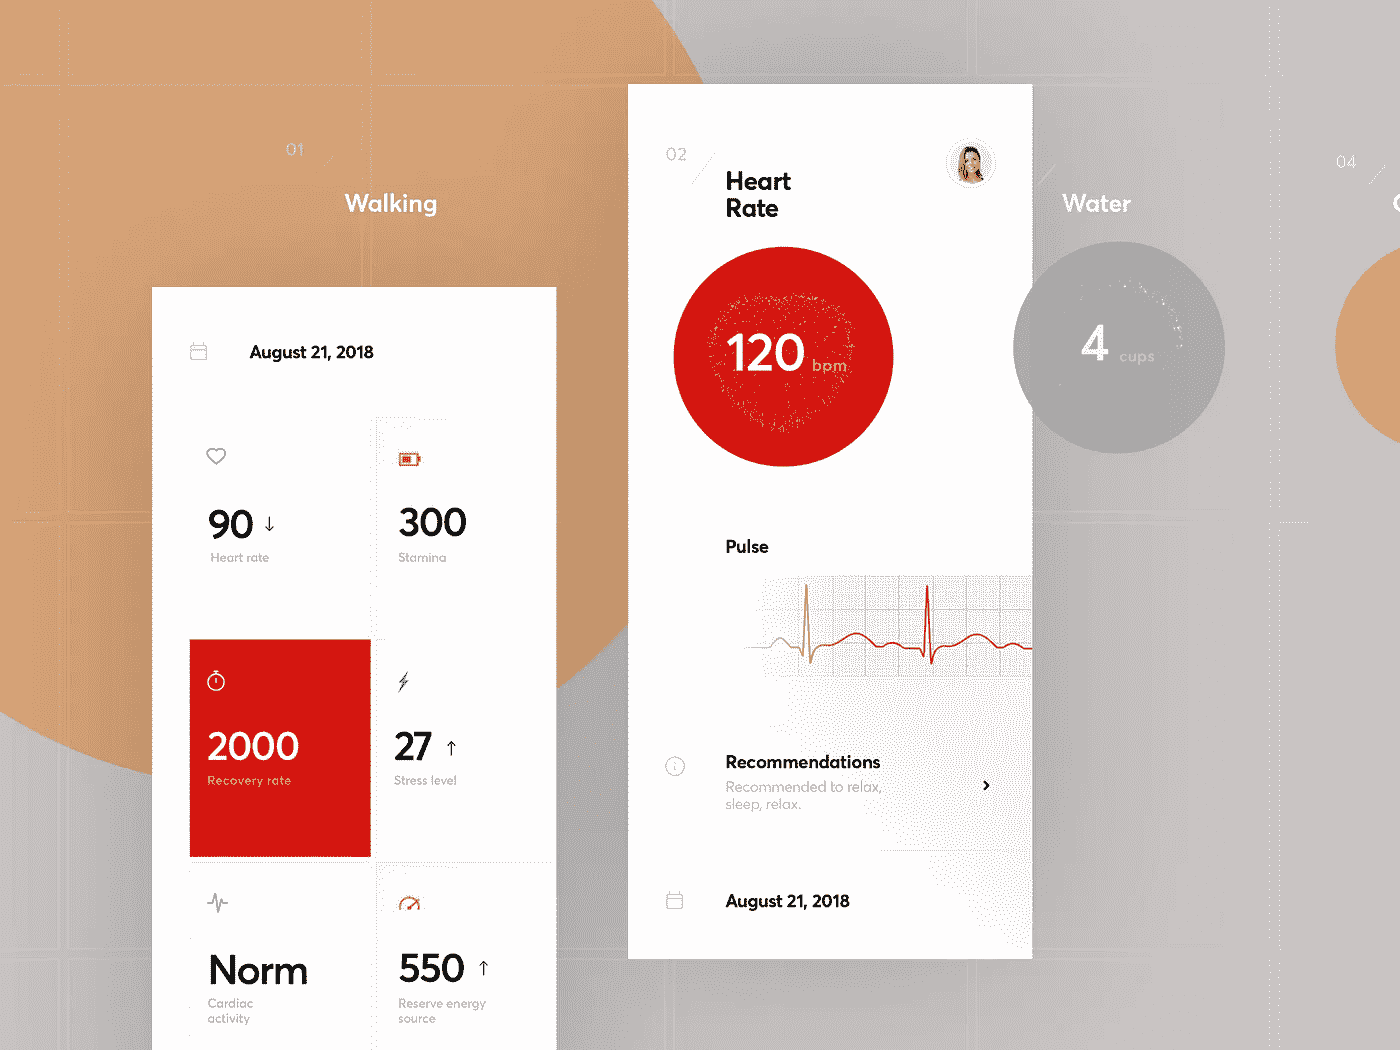 01
Walking
August 21, 2018
90 ↓
Heart rate
300
Stamina
2000
Recovery rate
27 ↑
Stress level
Norm
Cardiac
activity
550 ↑
Reserve energy
source
02
Heart
Rate
120 bpm
Pulse
Recommendations
Recommended to relax,
sleep, relax.
August 21, 2018
Water
4 cups
04